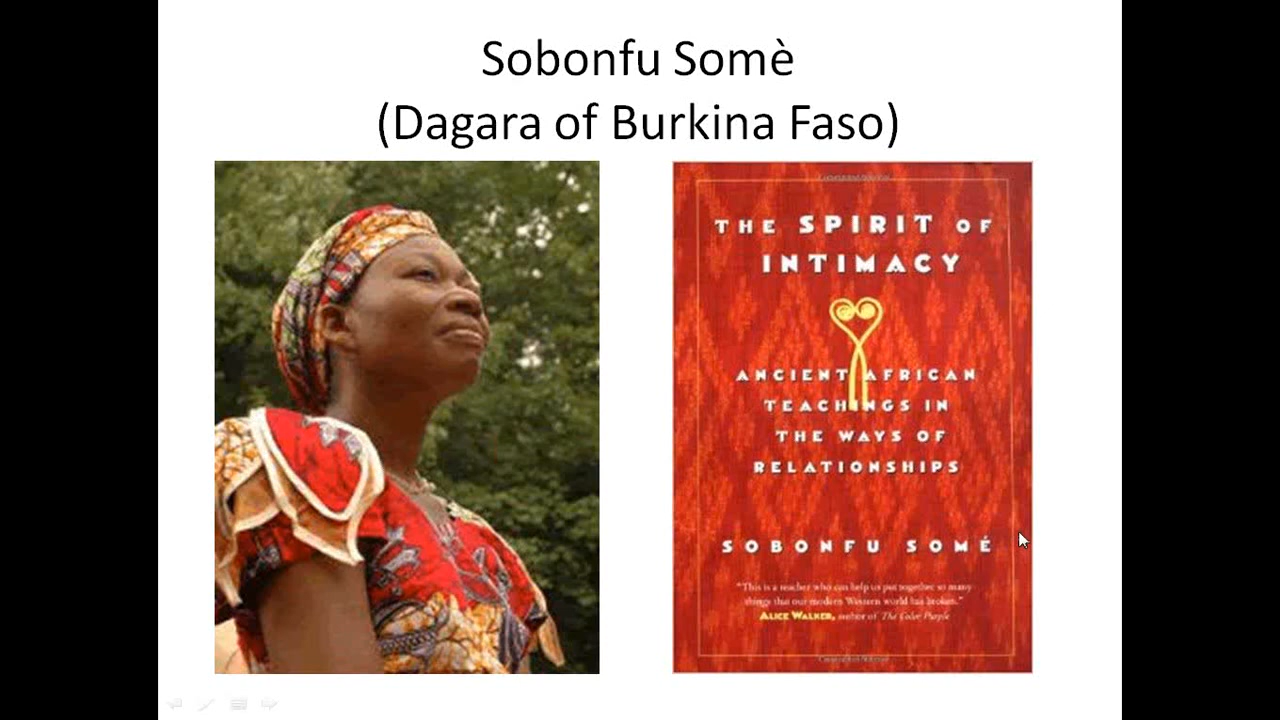 Sobonfu Somè
(Dagara of Burkina Faso)
THE SPIRIT OF
INTIMACY
ANCIENT AFRICAN
TEACHINGS IN
THE WAYS OF
RELATIONSHIPS
SOBONFU SOMÉ
"This is a teacher who can help us put together so many
things that our modern Western world has broken."
ALICE WALKER, author of The Color Purple